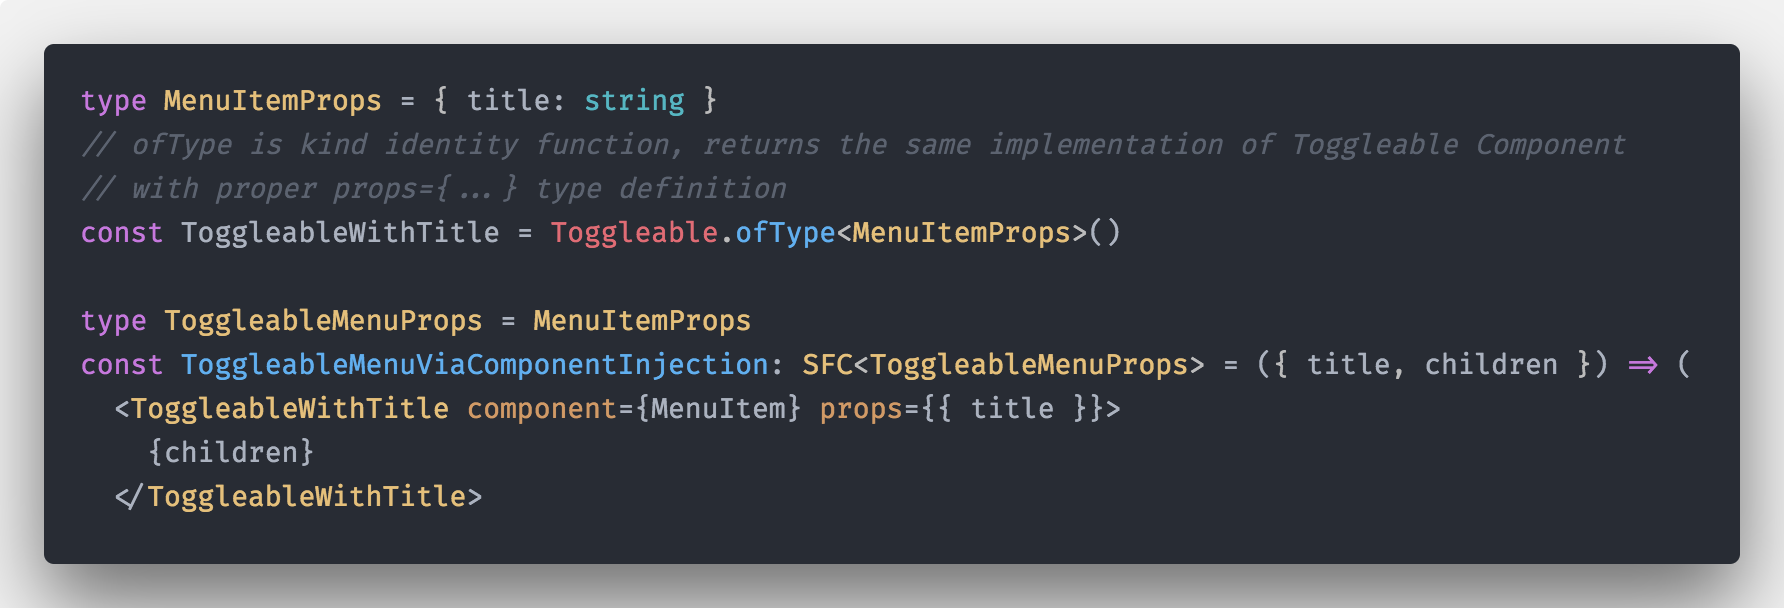 type MenuItemProps = { title: string }
// ofType is kind identity function, returns the same implementation of Toggleable Component
// with proper props={...} type definition
const ToggleableWithTitle = Toggleable.ofType<MenuItemProps>()
type ToggleableMenuProps = MenuItemProps
const ToggleableMenuViaComponentInjection: SFC<ToggleableMenuProps> = ({ title, children }) => (
<ToggleableWithTitle component={MenuItem} props={{ title }}>
{children}
</ToggleableWithTitle>